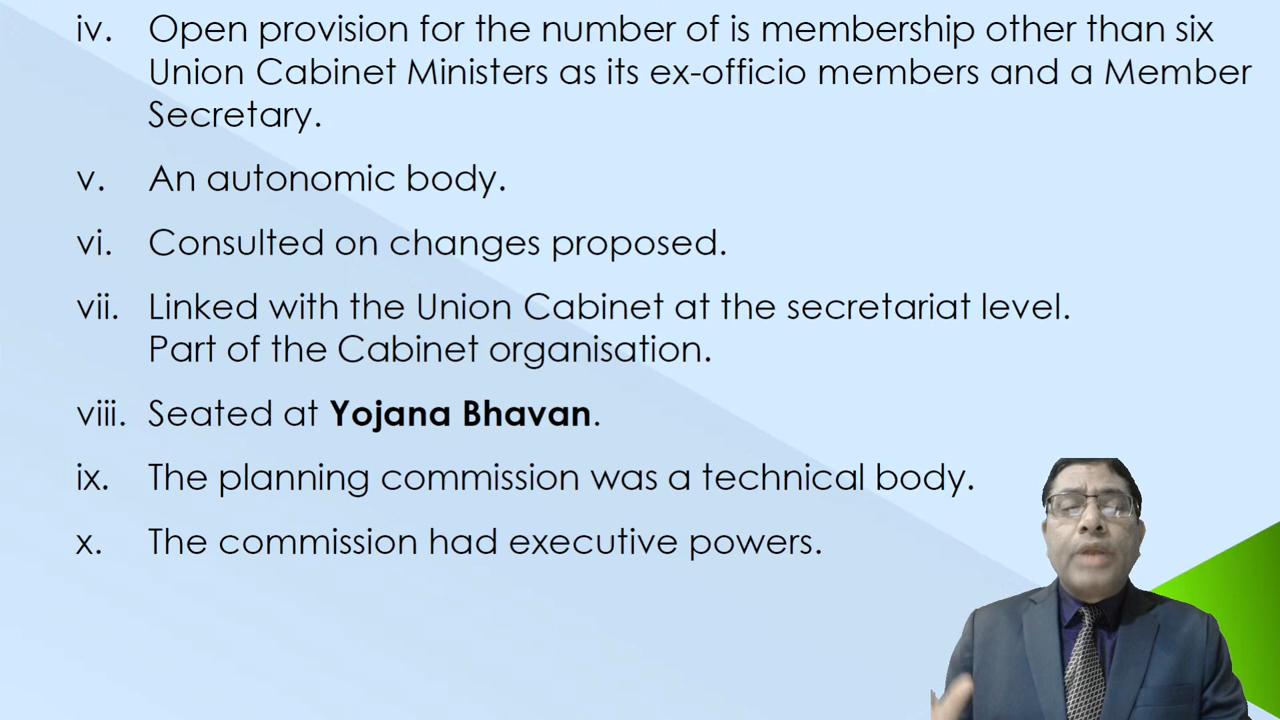 iv. Open provision for the number of is membership other than six
Union Cabinet Ministers as its ex-officio members and a Member
Secretary.
v. An autonomic body.
vi. Consulted on changes proposed.
vii. Linked with the Union Cabinet at the secretariat level.
Part of the Cabinet organisation.
viii. Seated at Yojana Bhavan.
ix. The planning commission was a technical body.
x. The commission had executive powers.